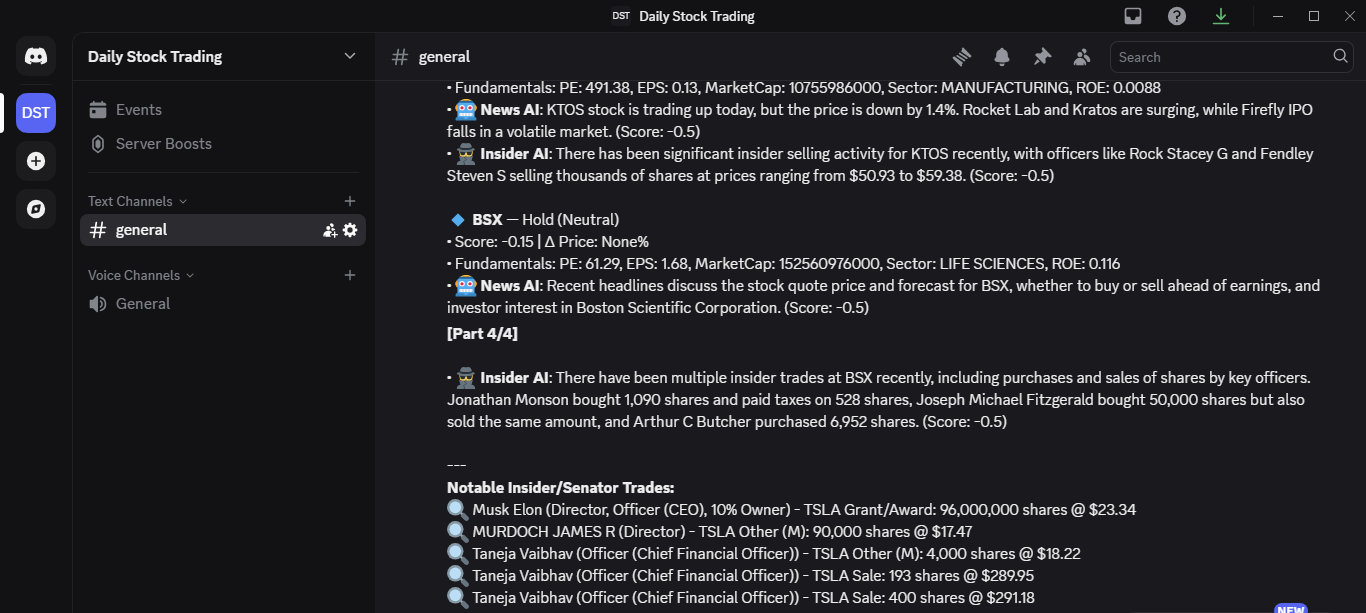 DST Daily Stock Trading
Daily Stock Trading
# general
Search
DST
Events
Server Boosts
Text Channels
# general
Voice Channels
General
• Fundamentals: PE: 491.38, EPS: 0.13, MarketCap: 10755986000, Sector: MANUFACTURING, ROE: 0.0088
• News AI: KTOS stock is trading up today, but the price is down by 1.4%. Rocket Lab and Kratos are surging, while Firefly IPO
falls in a volatile market. (Score: -0.5)
• Insider AI: There has been significant insider selling activity for KTOS recently, with officers like Rock Stacey G and Fendley
Steven S selling thousands of shares at prices ranging from $50.93 to $59.38. (Score: -0.5)
BSX — Hold (Neutral)
• Score: -0.15 | Δ Price: None%
• Fundamentals: PE: 61.29, EPS: 1.68, MarketCap: 152560976000, Sector: LIFE SCIENCES, ROE: 0.116
• News AI: Recent headlines discuss the stock quote price and forecast for BSX, whether to buy or sell ahead of earnings, and
investor interest in Boston Scientific Corporation. (Score: -0.5)
[Part 4/4]
• Insider AI: There have been multiple insider trades at BSX recently, including purchases and sales of shares by key officers.
Jonathan Monson bought 1,090 shares and paid taxes on 528 shares, Joseph Michael Fitzgerald bought 50,000 shares but also
sold the same amount, and Arthur C Butcher purchased 6,952 shares. (Score: -0.5)
---
Notable Insider/Senator Trades:
Musk Elon (Director, Officer (CEO), 10% Owner) - TSLA Grant/Award: 96,000,000 shares @ $23.34
MURDOCH JAMES R (Director) - TSLA Other (M): 90,000 shares @ $17.47
Taneja Vaibhav (Officer (Chief Financial Officer)) - TSLA Other (M): 4,000 shares @ $18.22
Taneja Vaibhav (Officer (Chief Financial Officer)) - TSLA Sale: 193 shares @ $289.95
Taneja Vaibhav (Officer (Chief Financial Officer)) - TSLA Sale: 400 shares @ $291.18
NEW